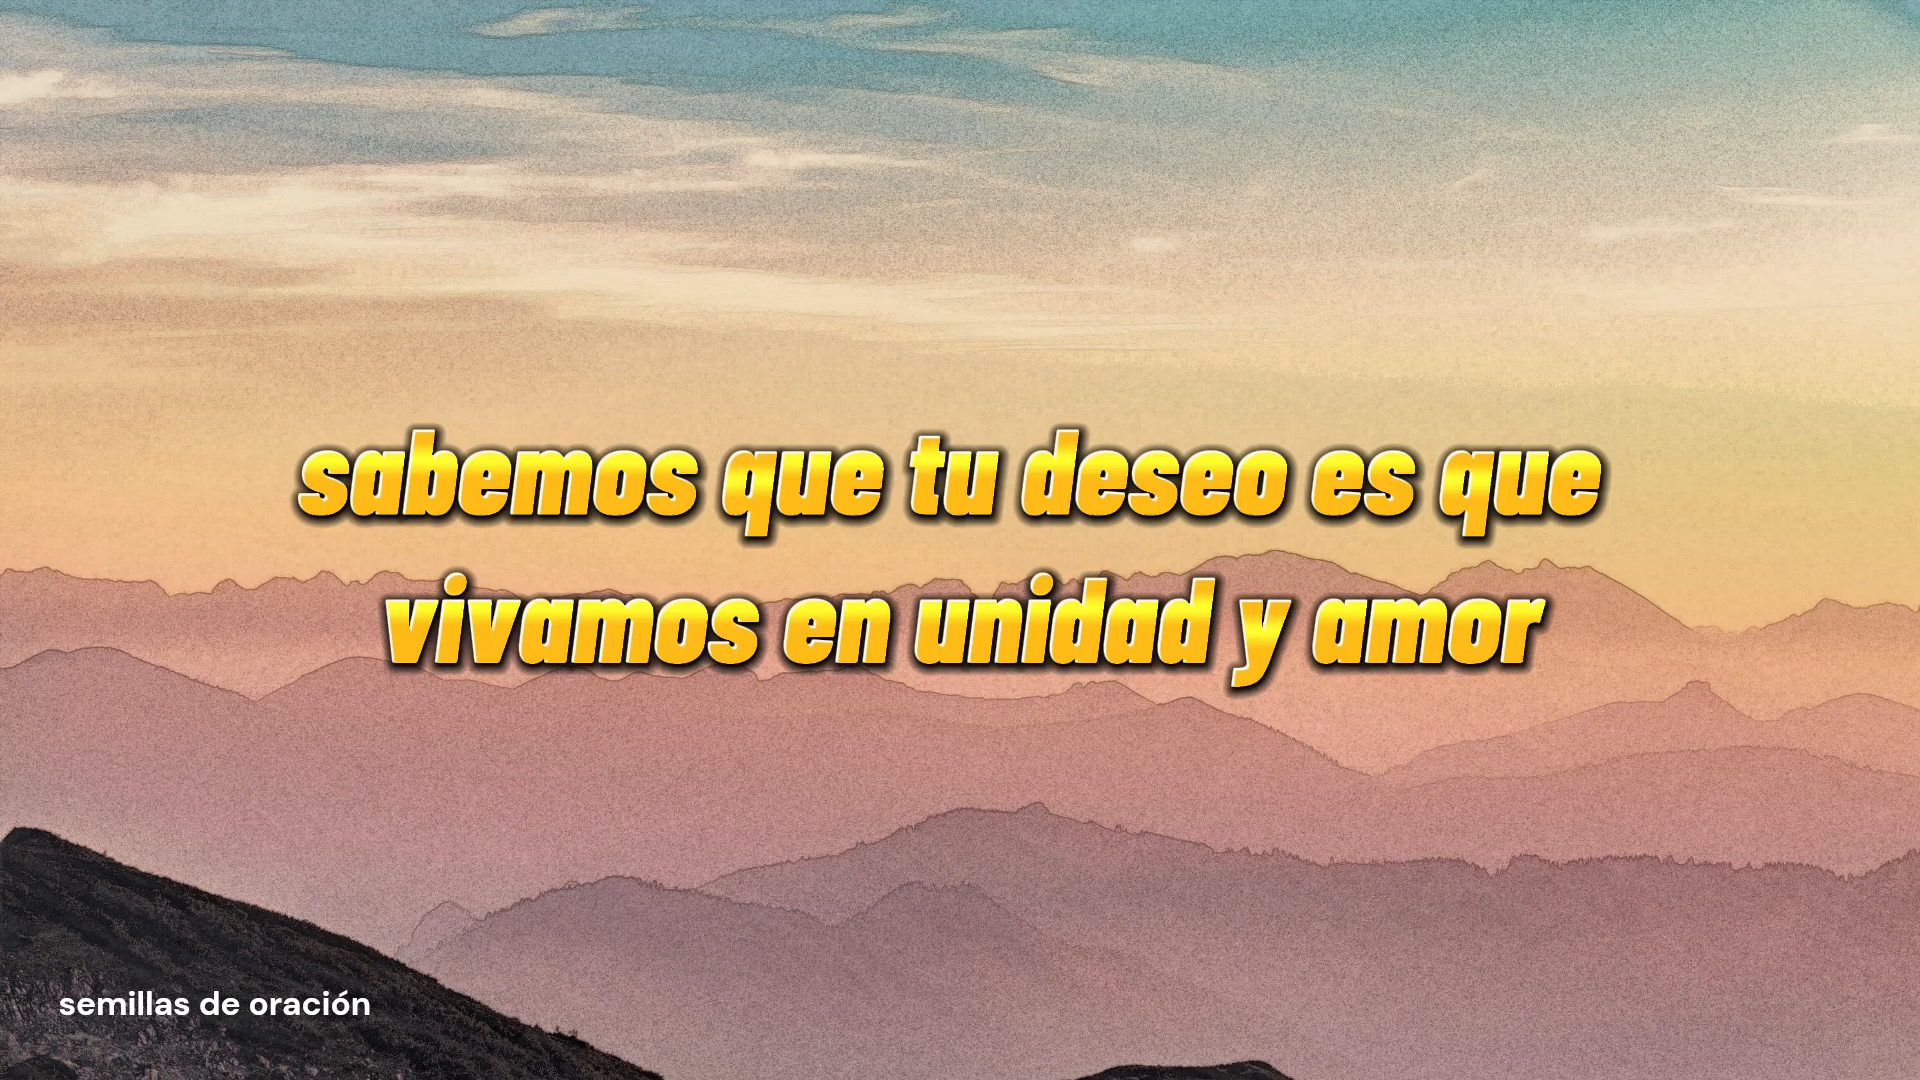 sabemos que tu deseo es que
vivamos en unidad y amor
semillas de oración